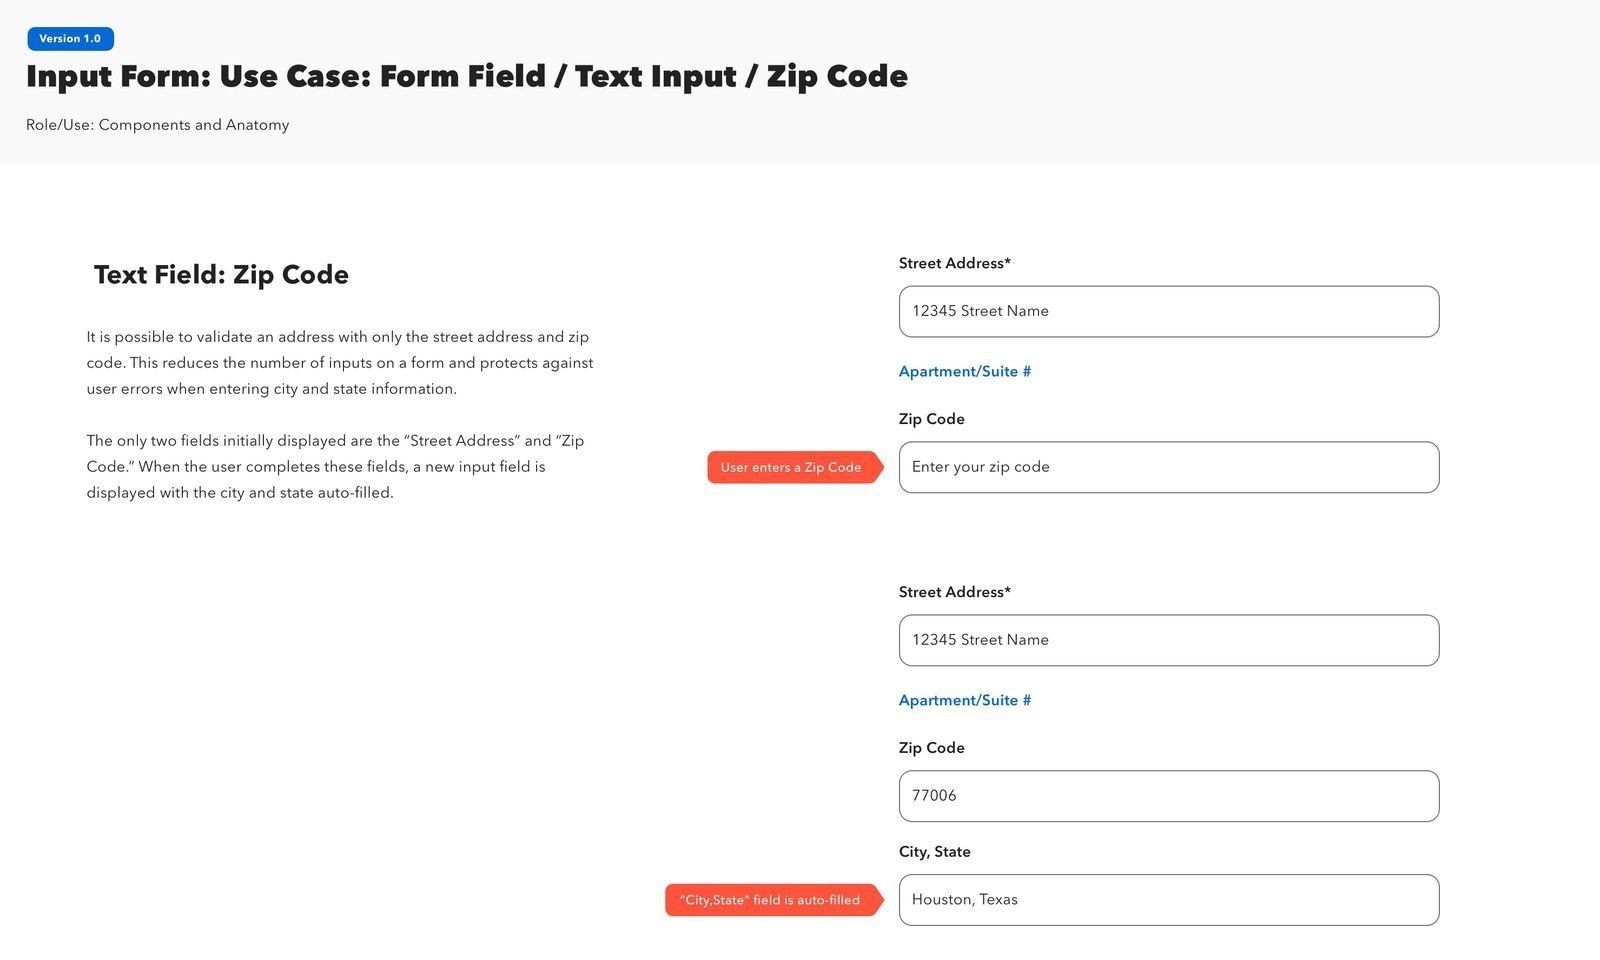 Version 1.0
Input Form: Use Case: Form Field / Text Input / Zip Code
Role/Use: Components and Anatomy
Text Field: Zip Code
It is possible to validate an address with only the street address and zip
code. This reduces the number of inputs on a form and protects against
user errors when entering city and state information.
The only two fields initially displayed are the “Street Address” and “Zip
Code.” When the user completes these fields, a new input field is
displayed with the city and state auto-filled.
Street Address*
12345 Street Name
Apartment/Suite #
Zip Code
User enters a Zip Code
Enter your zip code
Street Address*
12345 Street Name
Apartment/Suite #
Zip Code
77006
City, State
“City,State” field is auto-filled
Houston, Texas